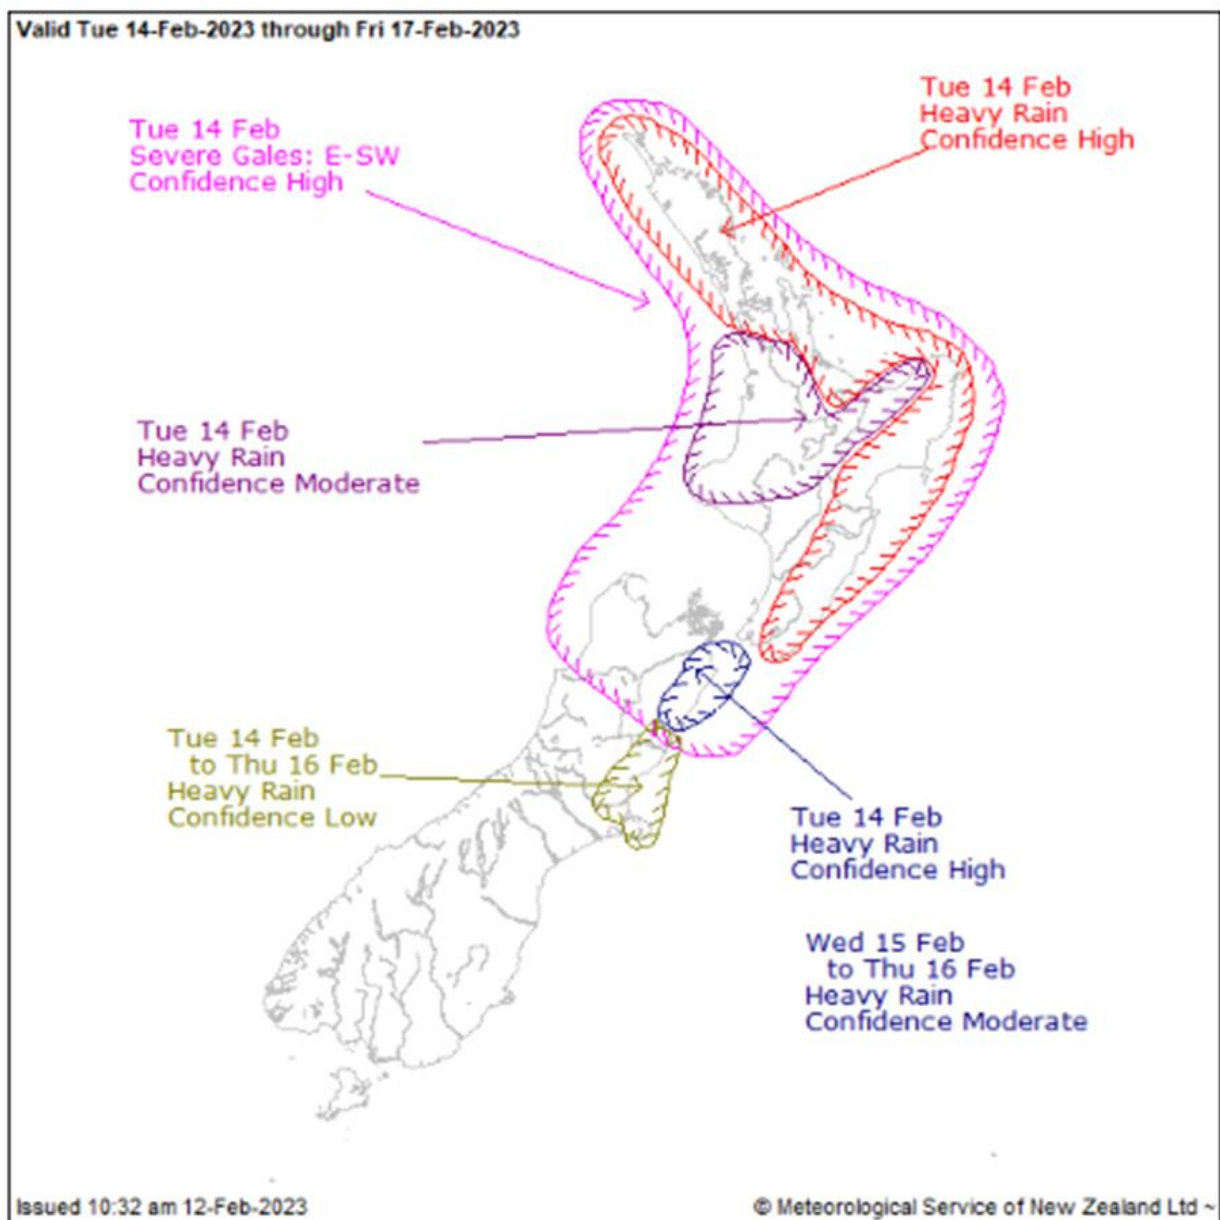 Valid Tue 14-Feb-2023 through Fri 17-Feb-2023
Tue 14 Feb
Heavy Rain
Confidence High
Tue 14 Feb
Severe Gales: E-SW
Confidence High
Tue 14 Feb
Heavy Rain
Confidence Moderate
Tue 14 Feb
to Thu 16 Feb
Heavy Rain
Confidence Low
Tue 14 Feb
Heavy Rain
Confidence High
Wed 15 Feb
to Thu 16 Feb
Heavy Rain
Confidence Moderate
Issued 10:32 am 12-Feb-2023
© Meteorological Service of New Zealand Ltd ~